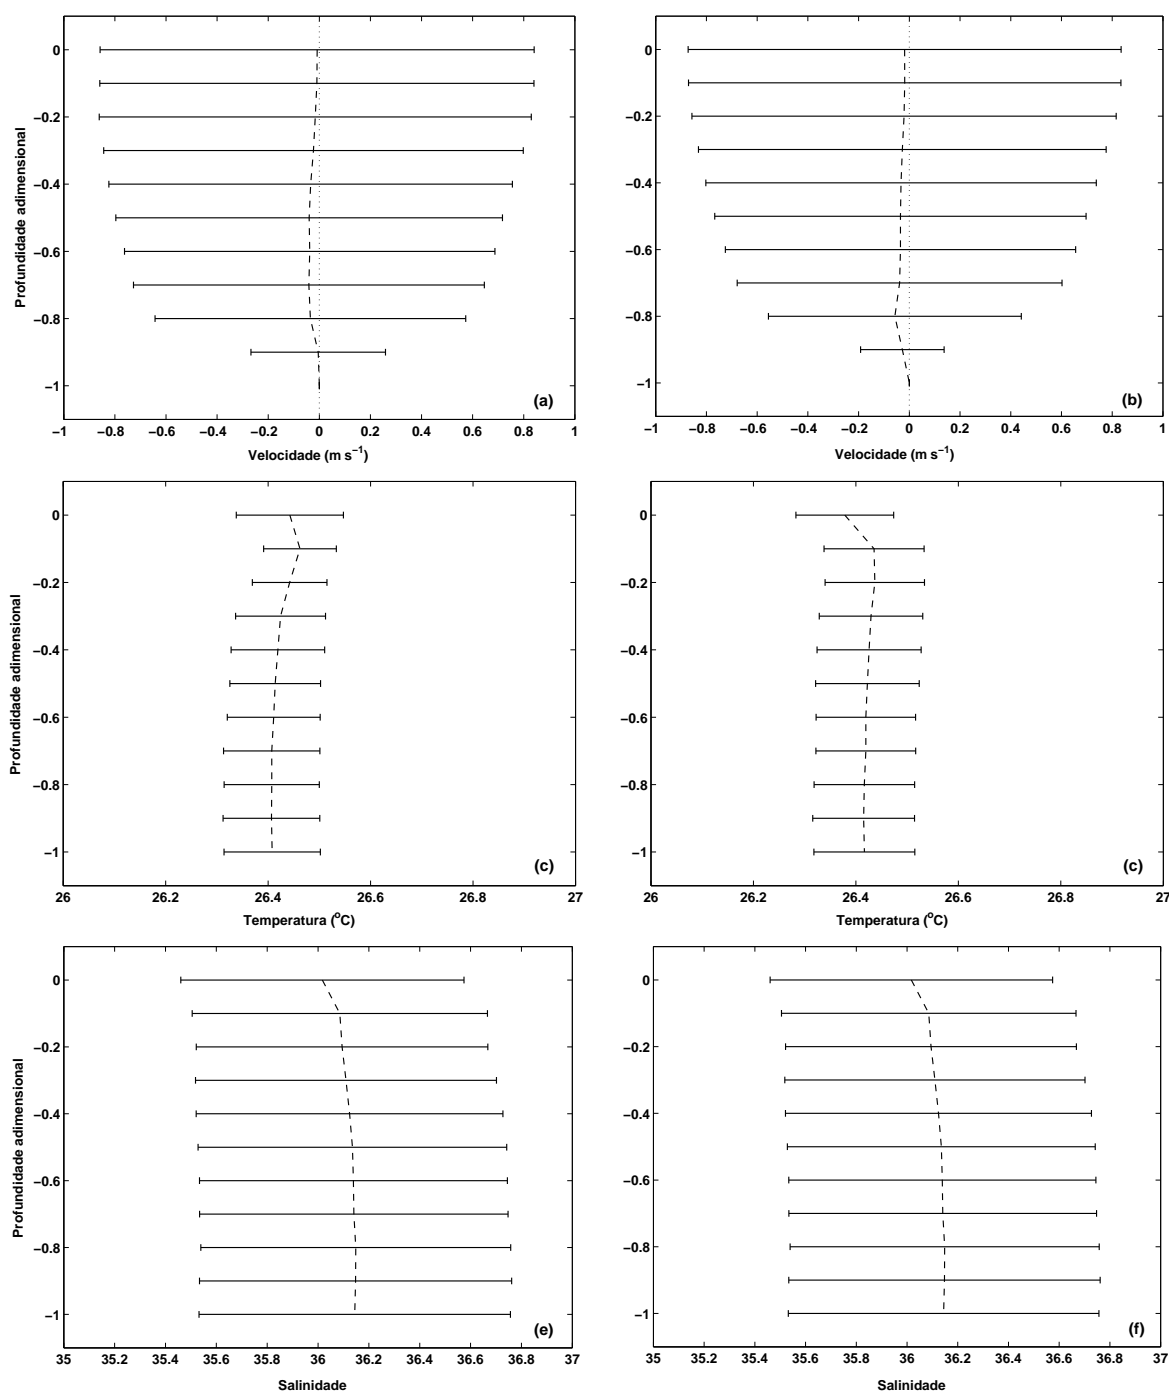 0
−0.2
−0.4
−0.6
−0.8
−1
Profundidade adimensional
(a)
−1 −0.8 −0.6 −0.4 −0.2 0 0.2 0.4 0.6 0.8 1
Velocidade (m s−1)
0
−0.2
−0.4
−0.6
−0.8
−1
(b)
−1 −0.8 −0.6 −0.4 −0.2 0 0.2 0.4 0.6 0.8 1
Velocidade (m s−1)
0
−0.2
−0.4
−0.6
−0.8
−1
Profundidade adimensional
(c)
26 26.2 26.4 26.6 26.8 27
Temperatura (oC)
0
−0.2
−0.4
−0.6
−0.8
−1
(c)
26 26.2 26.4 26.6 26.8 27
Temperatura (oC)
0
−0.2
−0.4
−0.6
−0.8
−1
Profundidade adimensional
(e)
35 35.2 35.4 35.6 35.8 36 36.2 36.4 36.6 36.8 37
Salinidade
0
−0.2
−0.4
−0.6
−0.8
−1
(f)
35 35.2 35.4 35.6 35.8 36 36.2 36.4 36.6 36.8 37
Salinidade